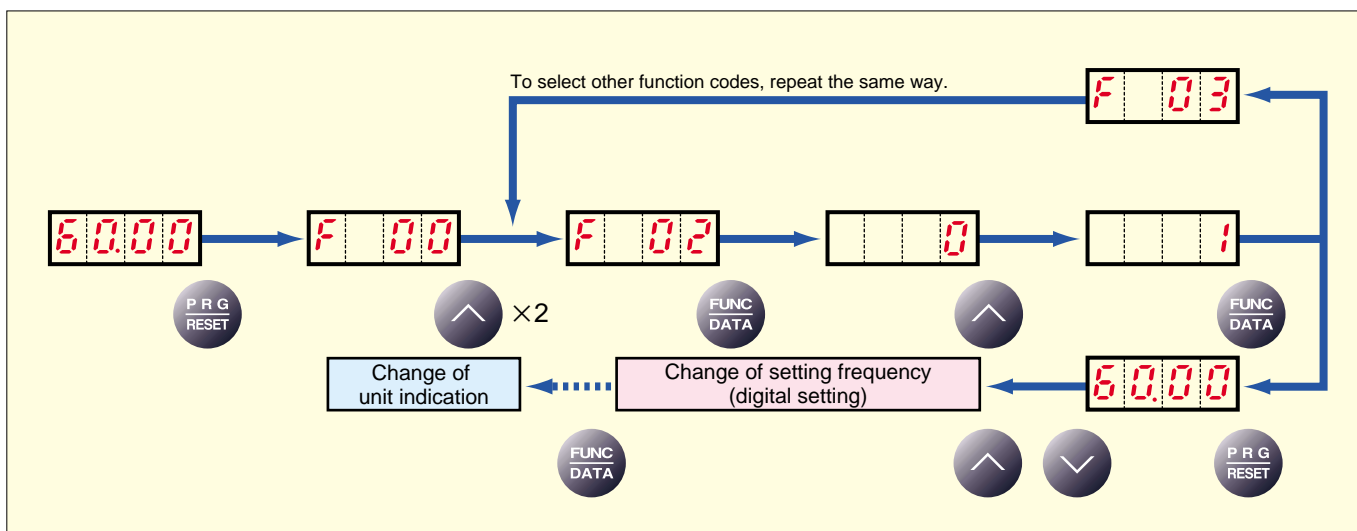 To select other function codes, repeat the same way.
F 03
60.00
F 00
F 02
0
1
PRG
RESET
×2
FUNC
DATA
FUNC
DATA
Change of
unit indication
Change of setting frequency
(digital setting)
60.00
FUNC
DATA
PRG
RESET